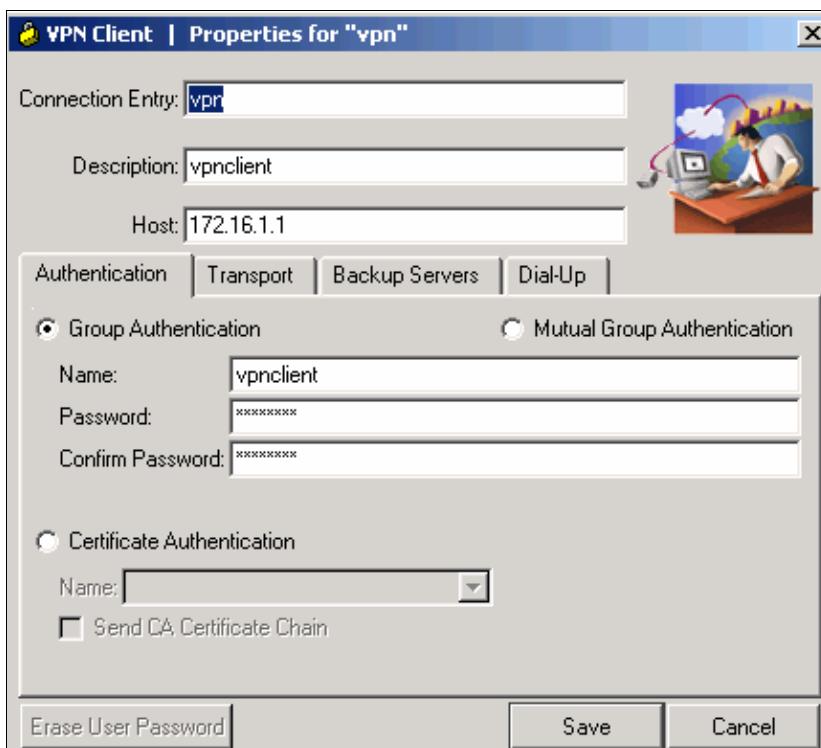 VPN Client | Properties for "vpn"
Connection Entry: vpn
Description: vpnclient
Host: 172.16.1.1
Authentication Transport Backup Servers Dial-Up
Group Authentication Mutual Group Authentication
Name: vpnclient
Password: ********
Confirm Password: ********
Certificate Authentication
Name:
Send CA Certificate Chain
Erase User Password Save Cancel